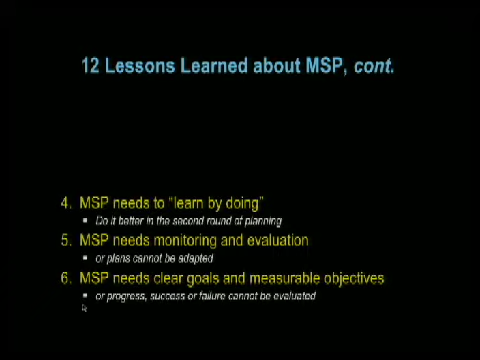 12 Lessons Learned about MSP, cont.
4. MSP needs to “learn by doing”
▪ Do it better in the second round of planning
5. MSP needs monitoring and evaluation
▪ or plans cannot be adapted
6. MSP needs clear goals and measurable objectives
▪ or progress, success or failure cannot be evaluated